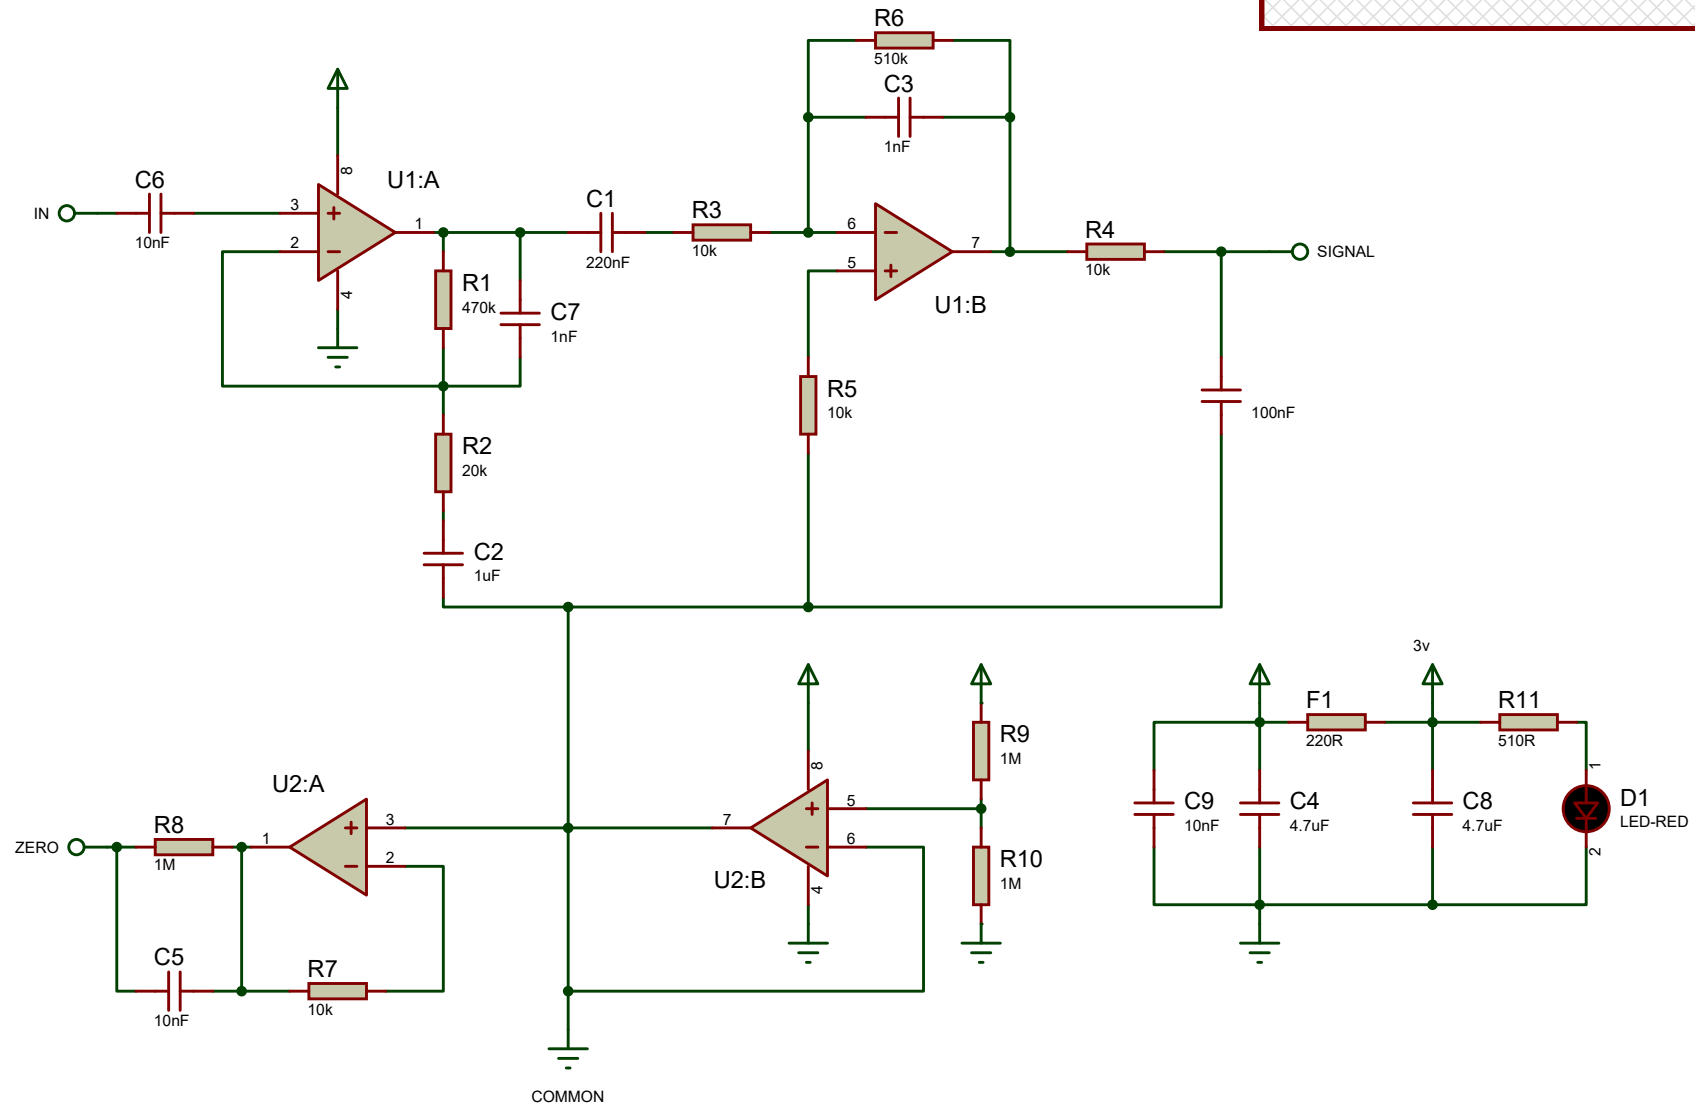 R6
510k
C3
1nF
8
U1:A
C6
10nF
IN
3
2
1
4
C1
220nF
R3
10k
6
5
7
U1:B
R4
10k
SIGNAL
R1
470k
C7
1nF
R5
10k
100nF
R2
20k
C2
1uF
3v
8
R9
1M
F1
220R
R11
510R
U2:A
1
R8
1M
ZERO
1
3
2
7
5
6
4
U2:B
R10
1M
C9
10nF
C4
4.7uF
C8
4.7uF
D1
LED-RED
2
C5
10nF
R7
10k
COMMON